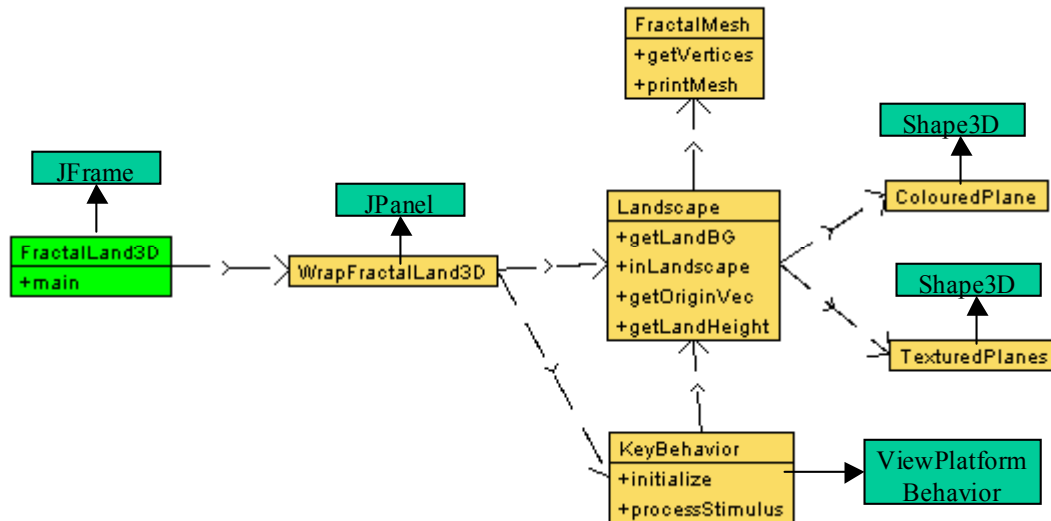 FractalMesh
+getVertices
+printMesh
Shape3D
JFrame
JPanel
ColouredPlane
Landscape
+getLandBG
+inLandscape
+getOriginVec
+getLandHeight
FractalLand3D
+main
WrapFractalLand3D
Shape3D
TexturedPlanes
KeyBehavior
+initialize
+processStimulus
ViewPlatform
Behavior